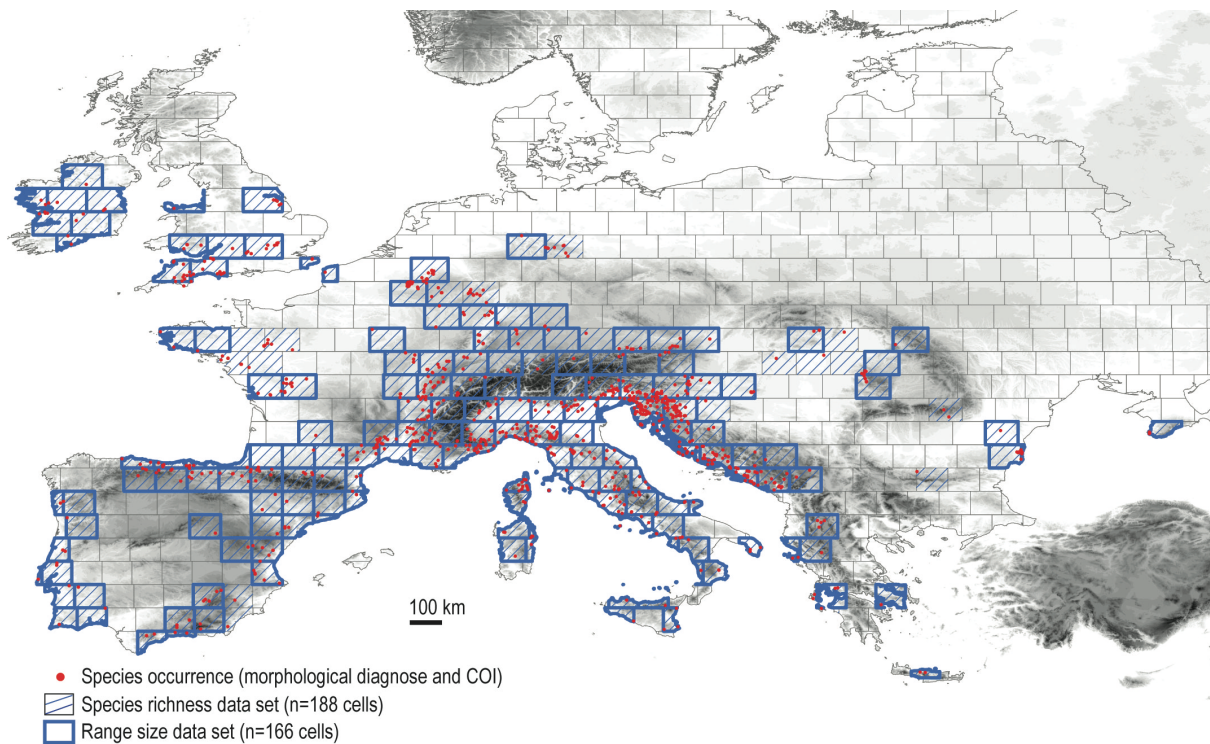 100 km
Species occurrence (morphological diagnose and COI)
Species richness data set (n=188 cells)
Range size data set (n=166 cells)